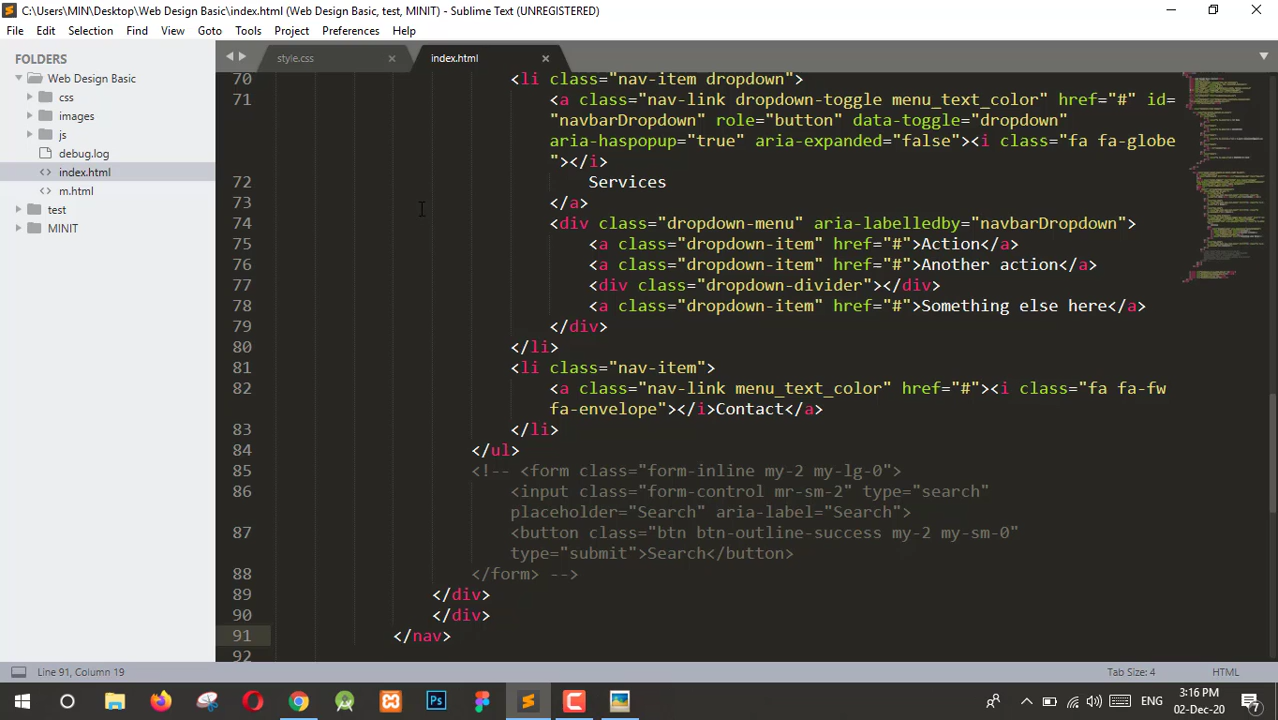 C:\Users\MIN\Desktop\Web Design Basic\index.html (Web Design Basic, test, MINIT) - Sublime Text (UNREGISTERED)
File Edit Selection Find View Goto Tools Project Preferences Help
FOLDERS
Web Design Basic
css
images
js
debug.log
index.html
m.html
test
MINIT
style.css
index.html
70 <li class="nav-item dropdown">
71 <a class="nav-link dropdown-toggle menu_text_color" href="#" id=
"navbarDropdown" role="button" data-toggle="dropdown"
aria-haspopup="true" aria-expanded="false"><i class="fa fa-globe
"></i>
72 Services
73 </a>
74 <div class="dropdown-menu" aria-labelledby="navbarDropdown">
75 <a class="dropdown-item" href="#">Action</a>
76 <a class="dropdown-item" href="#">Another action</a>
77 <div class="dropdown-divider"></div>
78 <a class="dropdown-item" href="#">Something else here</a>
79 </div>
80 </li>
81 <li class="nav-item">
82 <a class="nav-link menu_text_color" href="#"><i class="fa fa-fw
fa-envelope"></i>Contact</a>
83 </li>
84 </ul>
85 <!-- <form class="form-inline my-2 my-lg-0">
86 <input class="form-control mr-sm-2" type="search"
placeholder="Search" aria-label="Search">
87 <button class="btn btn-outline-success my-2 my-sm-0"
type="submit">Search</button>
88 </form> -->
89 </div>
90 </div>
91 </nav>
92
Line 91, Column 19
Tab Size: 4
HTML
ENG
3:16 PM
02-Dec-20
7